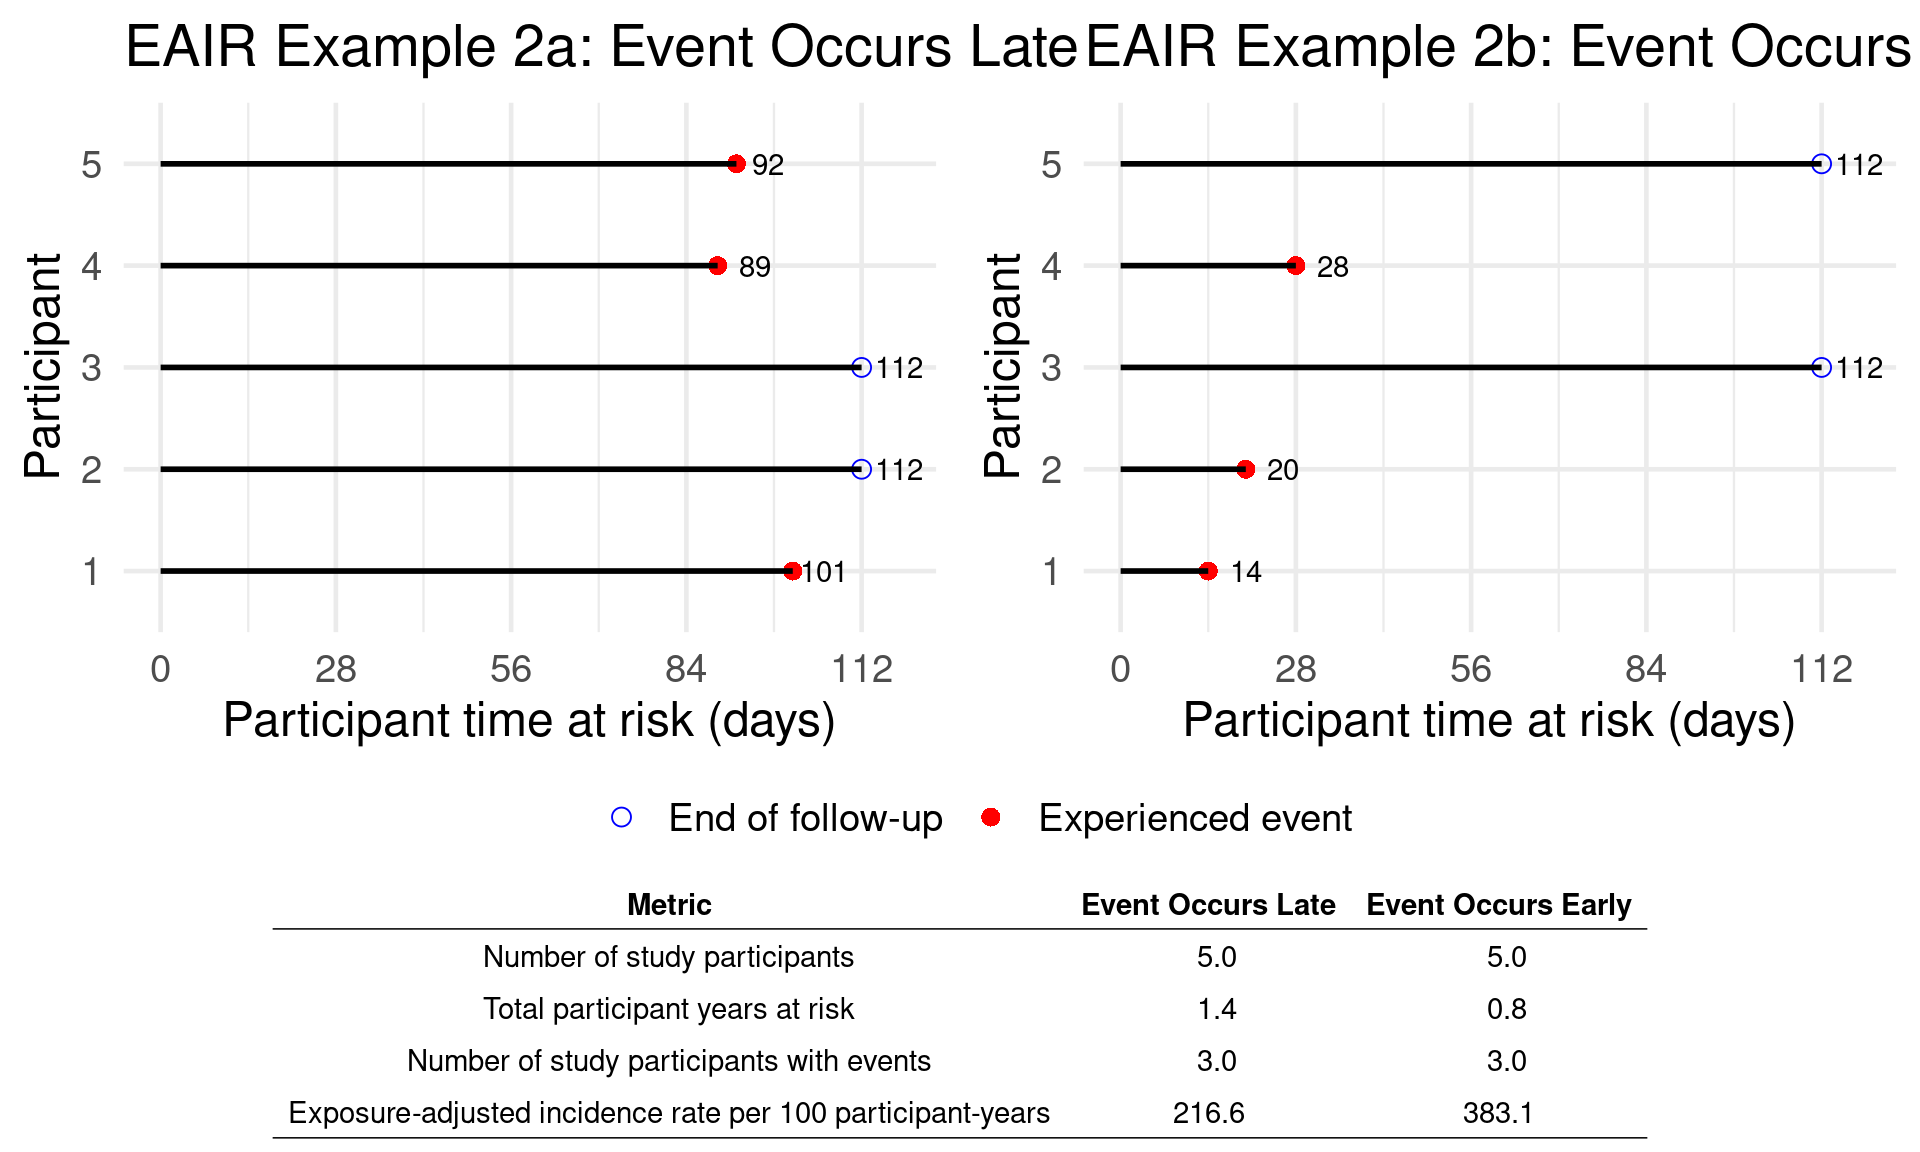 EAIR Example 2a: Event Occurs Late
5
4
3
2
1
92
89
112
112
101
0 28 56 84 112
Participant time at risk (days)
Participant
EAIR Example 2b: Event Occurs
5
4
3
2
1
112
28
112
20
14
0 28 56 84 112
Participant time at risk (days)
Participant
End of follow-up Experienced event
Metric Event Occurs Late Event Occurs Early
Number of study participants 5.0 5.0
Total participant years at risk 1.4 0.8
Number of study participants with events 3.0 3.0
Exposure-adjusted incidence rate per 100 participant-years 216.6 383.1